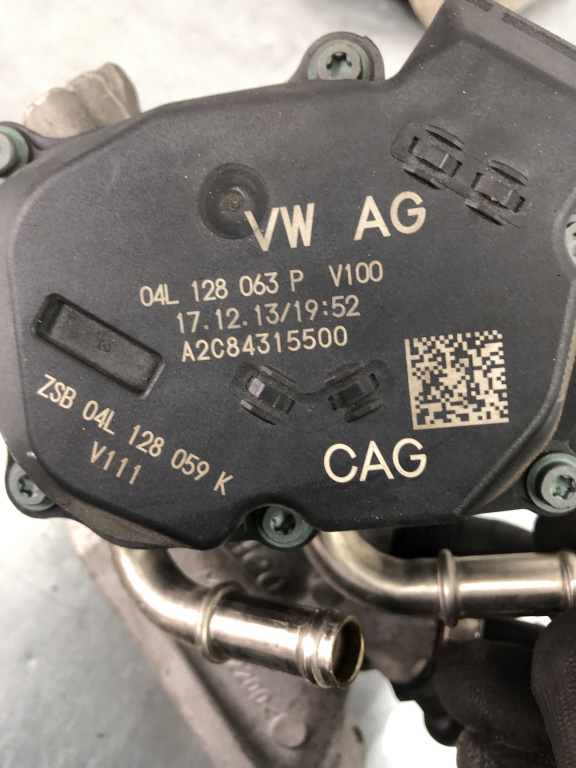 VW AG
04L 128 063 P V100
17.12.13/19:52
A2C84315500
ZSB 04L 128 059 K
V111
CAG